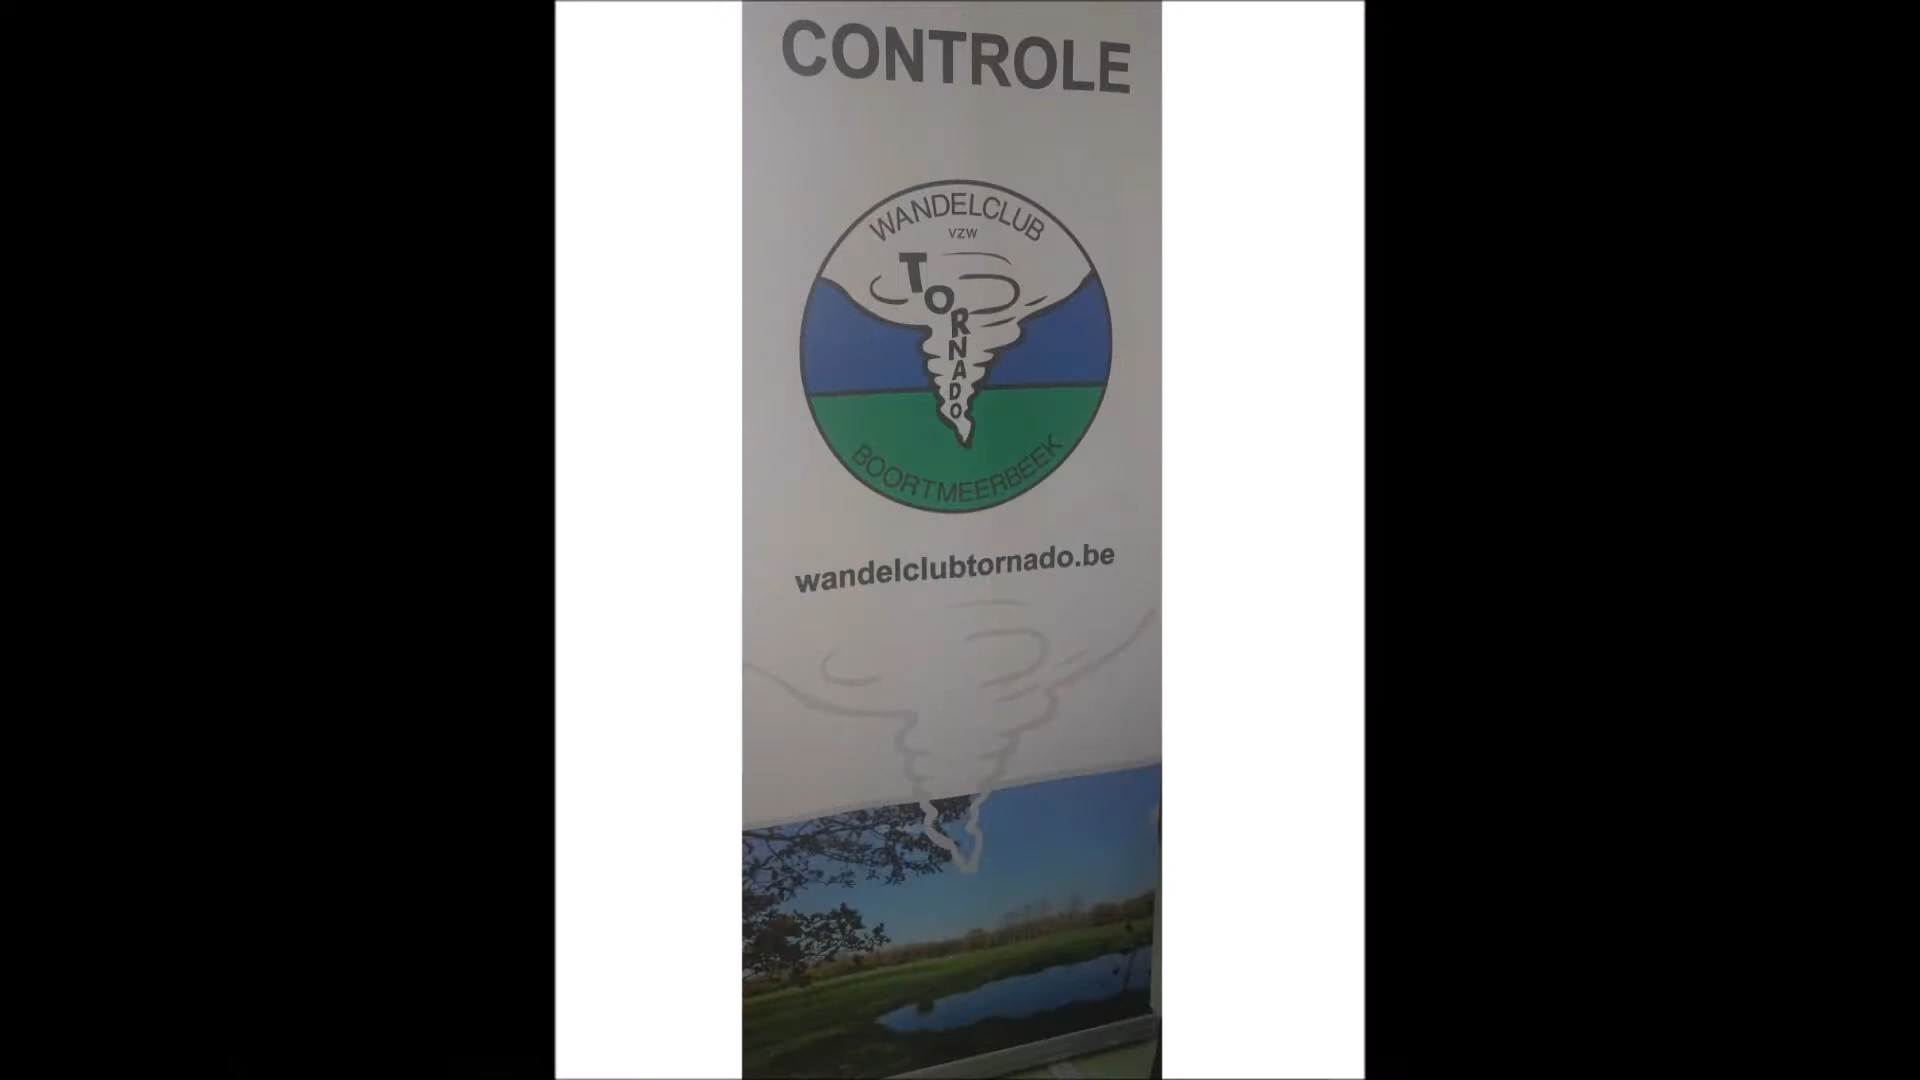 CONTROLE
WANDELCLUB
VZW
TORNADO
BOORTMEERBEEK
wandelclubtornado.be